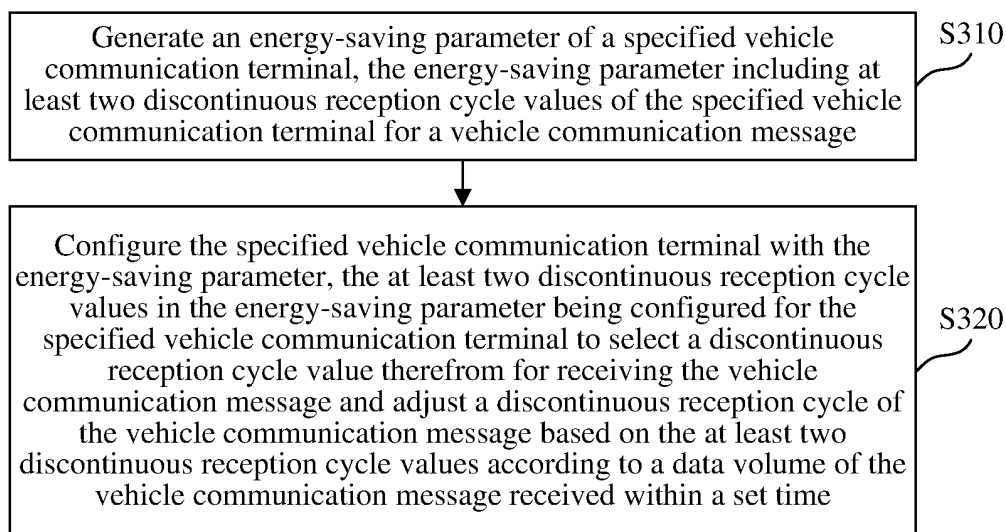 Generate an energy-saving parameter of a specified vehicle
communication terminal, the energy-saving parameter including at
least two discontinuous reception cycle values of the specified vehicle
communication terminal for a vehicle communication message
S310
Configure the specified vehicle communication terminal with the
energy-saving parameter, the at least two discontinuous reception cycle
values in the energy-saving parameter being configured for the
specified vehicle communication terminal to select a discontinuous
reception cycle value therefrom for receiving the vehicle
communication message and adjust a discontinuous reception cycle of
the vehicle communication message based on the at least two
discontinuous reception cycle values according to a data volume of the
vehicle communication message received within a set time
S320